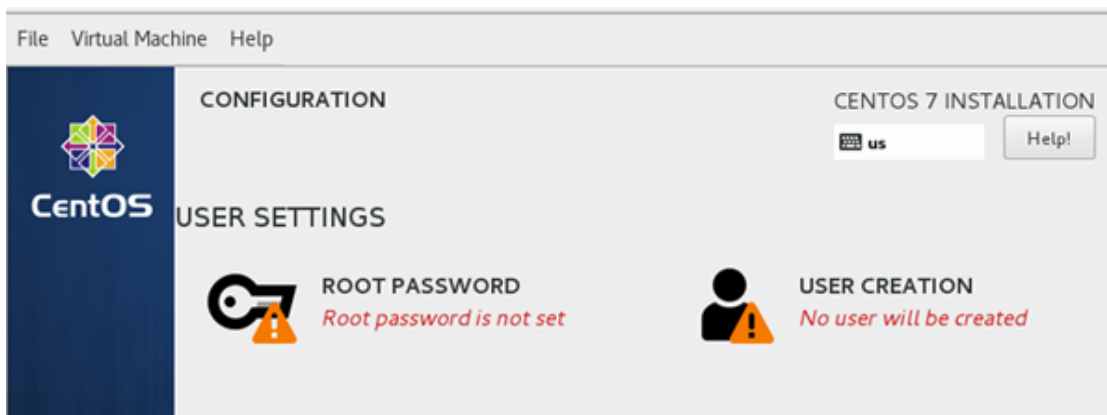 File Virtual Machine Help
CONFIGURATION
CENTOS 7 INSTALLATION
us
Help!
CentOS
USER SETTINGS
ROOT PASSWORD
Root password is not set
USER CREATION
No user will be created